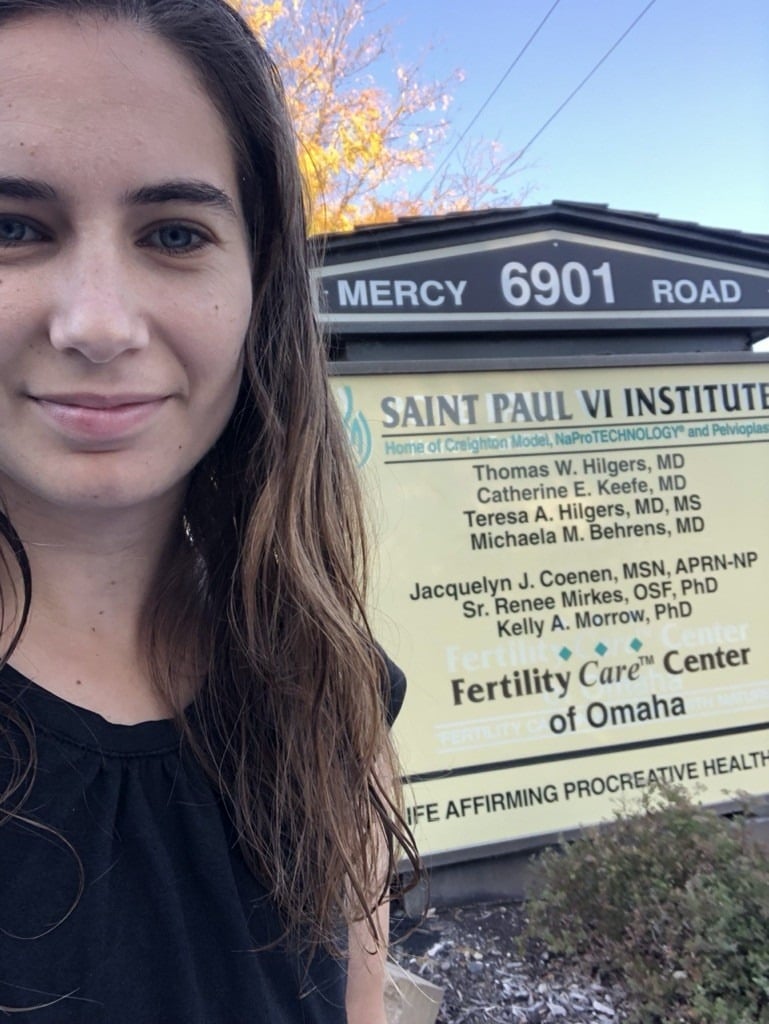 MERCY 6901 ROAD
SAINT PAUL VI INSTITUTE
Home of Creighton Model, NaProTECHNOLOGY® and
Thomas W. Hilgers, MD
Catherine E. Keefe, MD
Teresa A. Hilgers, MD, MS
Michaela M. Behrens, MD
Jacquelyn J. Coenen, MSN, APRN-NP
Sr. Renee Mirkes, OSF, PhD
Kelly A. Morrow, PhD
Fertility Care™ Center
of Omaha
IFE AFFIRMING PROCREATIVE HEALTH